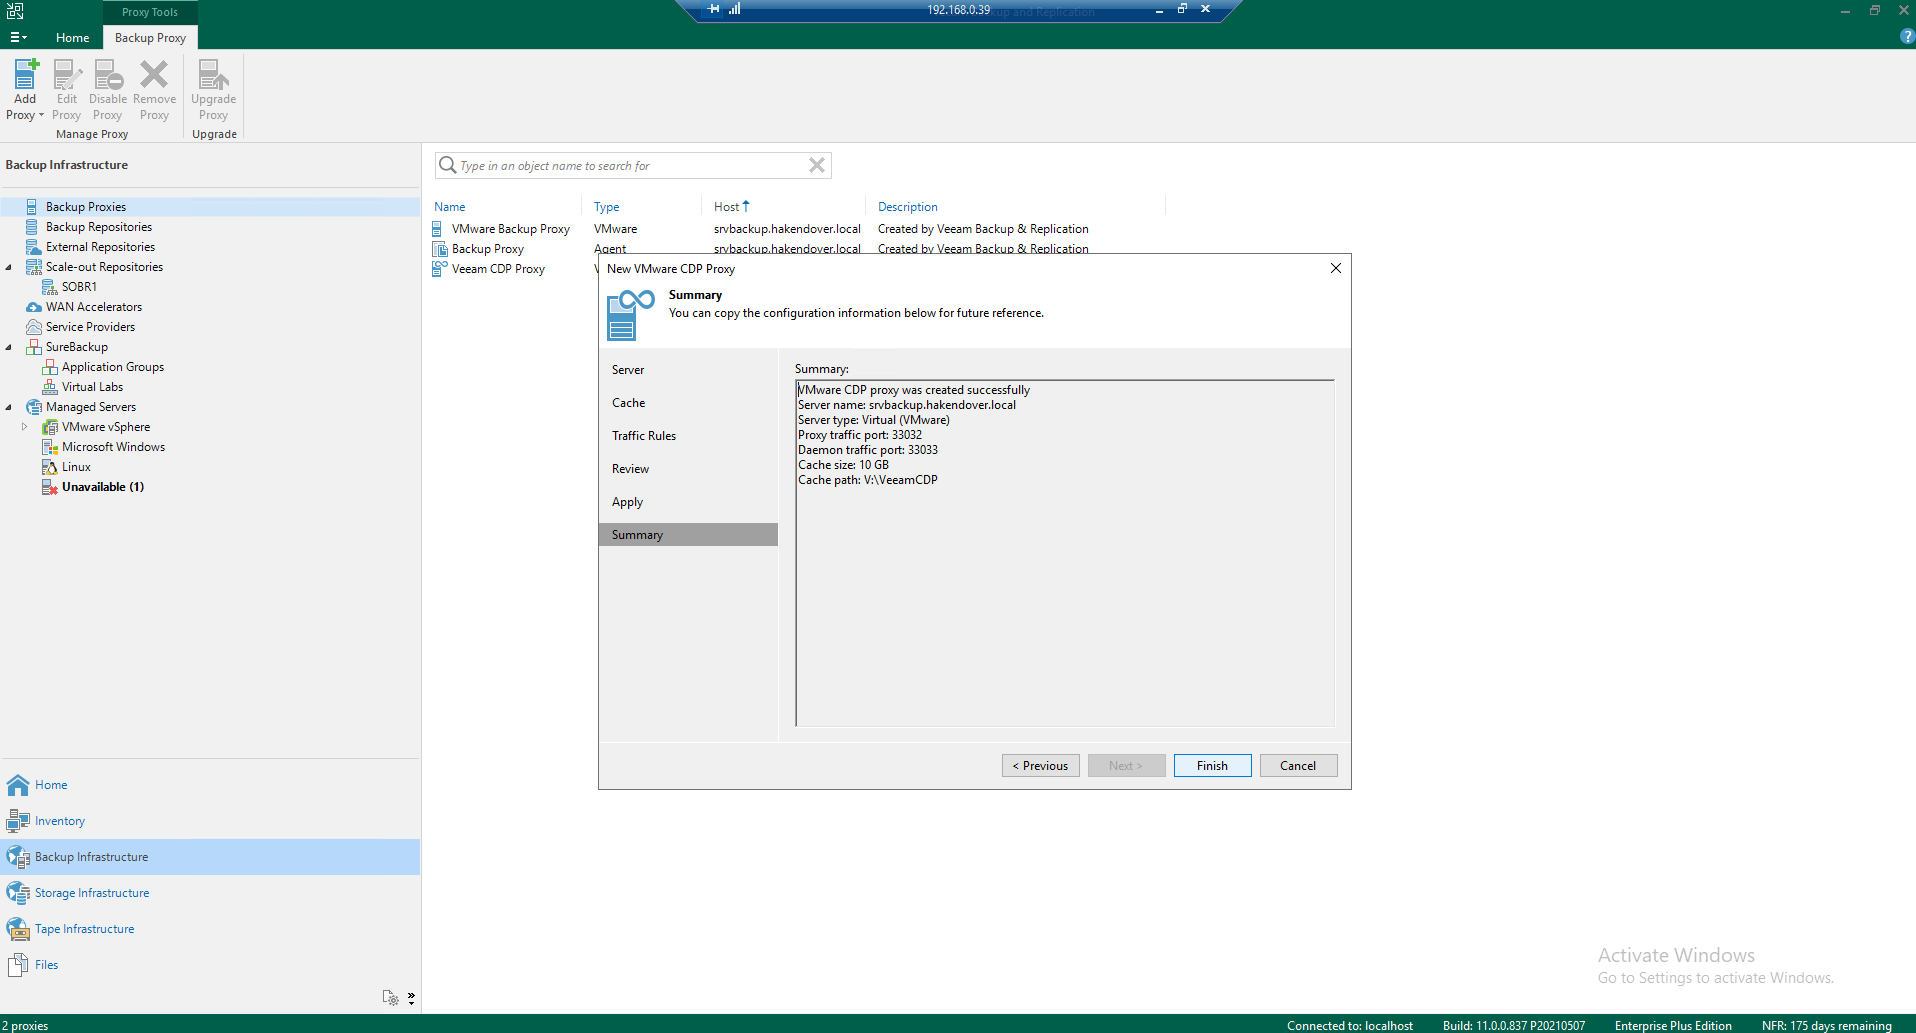 Proxy Tools
192.168.0.39
Home
Backup Proxy
Add Proxy
Edit Proxy
Disable Proxy
Remove Proxy
Upgrade Proxy
Manage Proxy
Upgrade
Backup Infrastructure
Type in an object name to search for
Backup Proxies
Backup Repositories
External Repositories
Scale-out Repositories
SOBR1
WAN Accelerators
Service Providers
SureBackup
Application Groups
Virtual Labs
Managed Servers
VMware vSphere
Microsoft Windows
Linux
Unavailable (1)
Name Type Host Description
VMware Backup Proxy VMware srvbackup.hakendover.local Created by Veeam Backup & Replication
Backup Proxy Agent srvbackup.hakendover.local Created by Veeam Backup & Replication
Veeam CDP Proxy
New VMware CDP Proxy
Summary
You can copy the configuration information below for future reference.
Server
Cache
Traffic Rules
Review
Apply
Summary
Summary:
VMware CDP proxy was created successfully
Server name: srvbackup.hakendover.local
Server type: Virtual (VMware)
Proxy traffic port: 33032
Daemon traffic port: 33033
Cache size: 10 GB
Cache path: V:\VeeamCDP
< Previous
Next >
Finish
Cancel
Home
Inventory
Backup Infrastructure
Storage Infrastructure
Tape Infrastructure
Files
Activate Windows
Go to Settings to activate Windows.
2 proxies
Connected to: localhost
Build: 11.0.0.837 P20210507
Enterprise Plus Edition
NFR: 175 days remaining